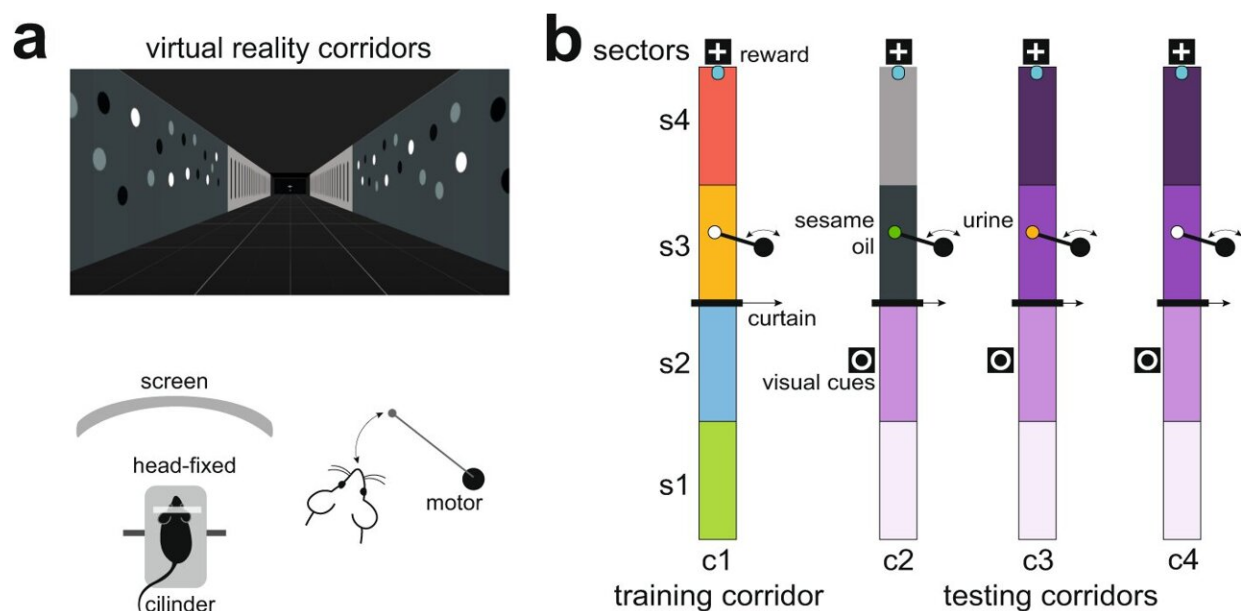 a
virtual reality corridors
screen
head-fixed
motor
cilinder
b
sectors
reward
s4
s3
s2
s1
sesame
oil
urine
curtain
visual cues
c1
c2
c3
c4
training corridor
testing corridors